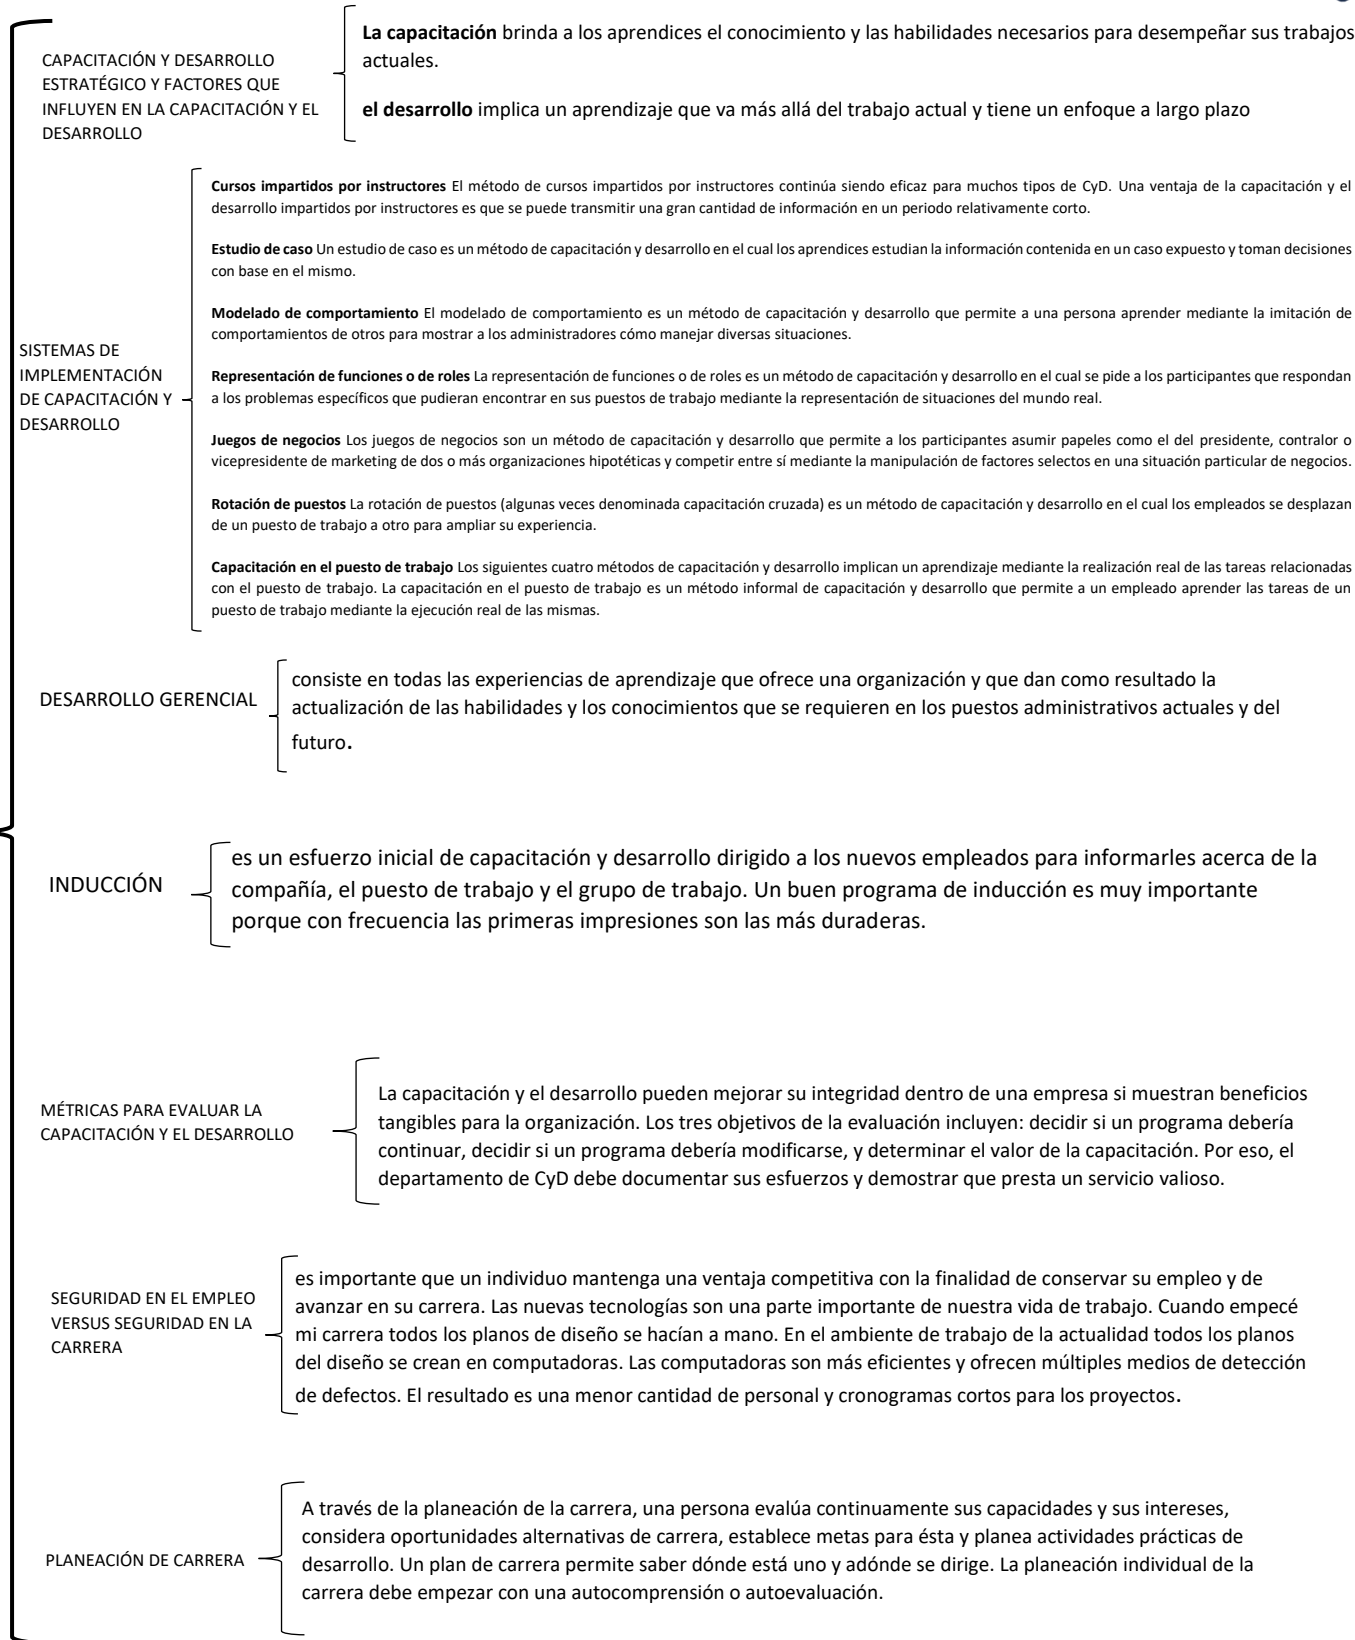 CAPACITACIÓN Y DESARROLLO
ESTRATÉGICO Y FACTORES QUE
INFLUYEN EN LA CAPACITACIÓN Y EL
DESARROLLO
La capacitación brinda a los aprendices el conocimiento y las habilidades necesarios para desempeñar sus trabajos
actuales.
el desarrollo implica un aprendizaje que va más allá del trabajo actual y tiene un enfoque a largo plazo
SISTEMAS DE
IMPLEMENTACIÓN
DE CAPACITACIÓN Y
DESARROLLO
Cursos impartidos por instructores El método de cursos impartidos por instructores continúa siendo eficaz para muchos tipos de CyD. Una ventaja de la capacitación y el
desarrollo impartidos por instructores es que se puede transmitir una gran cantidad de información en un periodo relativamente corto.
Estudio de caso Un estudio de caso es un método de capacitación y desarrollo en el cual los aprendices estudian la información contenida en un caso expuesto y toman decisiones
con base en el mismo.
Modelado de comportamiento El modelado de comportamiento es un método de capacitación y desarrollo que permite a una persona aprender mediante la imitación de
comportamientos de otros para mostrar a los administradores cómo manejar diversas situaciones.
Representación de funciones o de roles La representación de funciones o de roles es un método de capacitación y desarrollo en el cual se pide a los participantes que respondan
a los problemas específicos que pudieran encontrar en sus puestos de trabajo mediante la representación de situaciones del mundo real.
Juegos de negocios Los juegos de negocios son un método de capacitación y desarrollo que permite a los participantes asumir papeles como el del presidente, contralor o
vicepresidente de marketing de dos o más organizaciones hipotéticas y competir entre sí mediante la manipulación de factores selectos en una situación particular de negocios.
Rotación de puestos La rotación de puestos (algunas veces denominada capacitación cruzada) es un método de capacitación y desarrollo en el cual los empleados se desplazan
de un puesto de trabajo a otro para ampliar su experiencia.
Capacitación en el puesto de trabajo Los siguientes cuatro métodos de capacitación y desarrollo implican un aprendizaje mediante la realización real de las tareas relacionadas
con el puesto de trabajo. La capacitación en el puesto de trabajo es un método informal de capacitación y desarrollo que permite a un empleado aprender las tareas de un
puesto de trabajo mediante la ejecución real de las mismas.
DESARROLLO GERENCIAL
consiste en todas las experiencias de aprendizaje que ofrece una organización y que dan como resultado la
actualización de las habilidades y los conocimientos que se requieren en los puestos administrativos actuales y del
futuro.
INDUCCIÓN
es un esfuerzo inicial de capacitación y desarrollo dirigido a los nuevos empleados para informarles acerca de la
compañía, el puesto de trabajo y el grupo de trabajo. Un buen programa de inducción es muy importante
porque con frecuencia las primeras impresiones son las más duraderas.
MÉTRICAS PARA EVALUAR LA
CAPACITACIÓN Y EL DESARROLLO
La capacitación y el desarrollo pueden mejorar su integridad dentro de una empresa si muestran beneficios
tangibles para la organización. Los tres objetivos de la evaluación incluyen: decidir si un programa debería
continuar, decidir si un programa debería modificarse, y determinar el valor de la capacitación. Por eso, el
departamento de CyD debe documentar sus esfuerzos y demostrar que presta un servicio valioso.
SEGURIDAD EN EL EMPLEO
VERSUS SEGURIDAD EN LA
CARRERA
es importante que un individuo mantenga una ventaja competitiva con la finalidad de conservar su empleo y de
avanzar en su carrera. Las nuevas tecnologías son una parte importante de nuestra vida de trabajo. Cuando empecé
mi carrera todos los planos de diseño se hacían a mano. En el ambiente de trabajo de la actualidad todos los planos
del diseño se crean en computadoras. Las computadoras son más eficientes y ofrecen múltiples medios de detección
de defectos. El resultado es una menor cantidad de personal y cronogramas cortos para los proyectos.
PLANEACIÓN DE CARRERA
A través de la planeación de la carrera, una persona evalúa continuamente sus capacidades y sus intereses,
considera oportunidades alternativas de carrera, establece metas para ésta y planea actividades prácticas de
desarrollo. Un plan de carrera permite saber dónde está uno y adónde se dirige. La planeación individual de la
carrera debe empezar con una autocomprensión o autoevaluación.